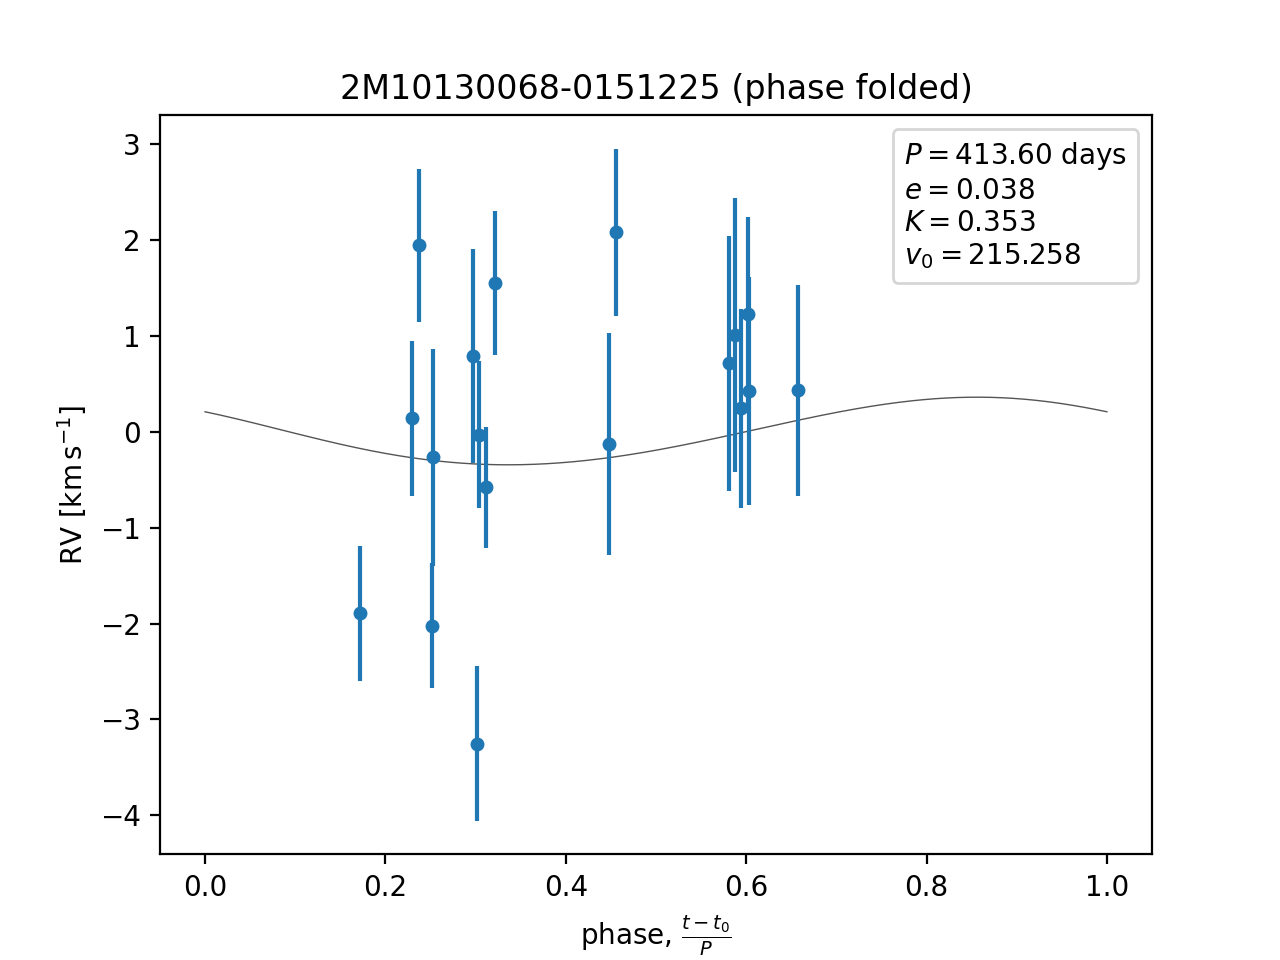 2M10130068-0151225 (phase folded)
P = 413.60 days
e = 0.038
K = 0.353
v₀ = 215.258
3
2
1
0
−1
−2
−3
−4
RV [km s⁻¹]
0.0 0.2 0.4 0.6 0.8 1.0
phase, (t − t₀)/P